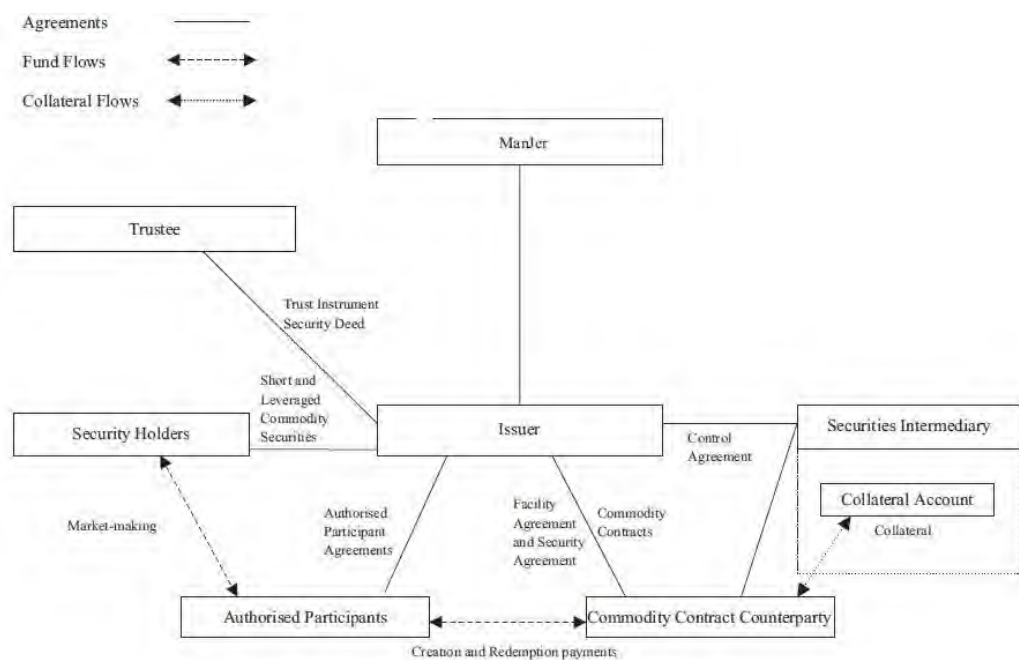 Agreements
Fund Flows
Collateral Flows
ManJer
Trustee
Trust Instrument
Security Deed
Short and
Leveraged
Commodity
Securities
Security Holders
Issuer
Securities Intermediary
Control
Agreement
Collateral Account
Collateral
Market-making
Authorised
Participant
Agreements
Facility
Agreement
and Security
Agreement
Commodity
Contracts
Authorised Participants
Commodity Contract Counterparty
Creation and Redemption payments